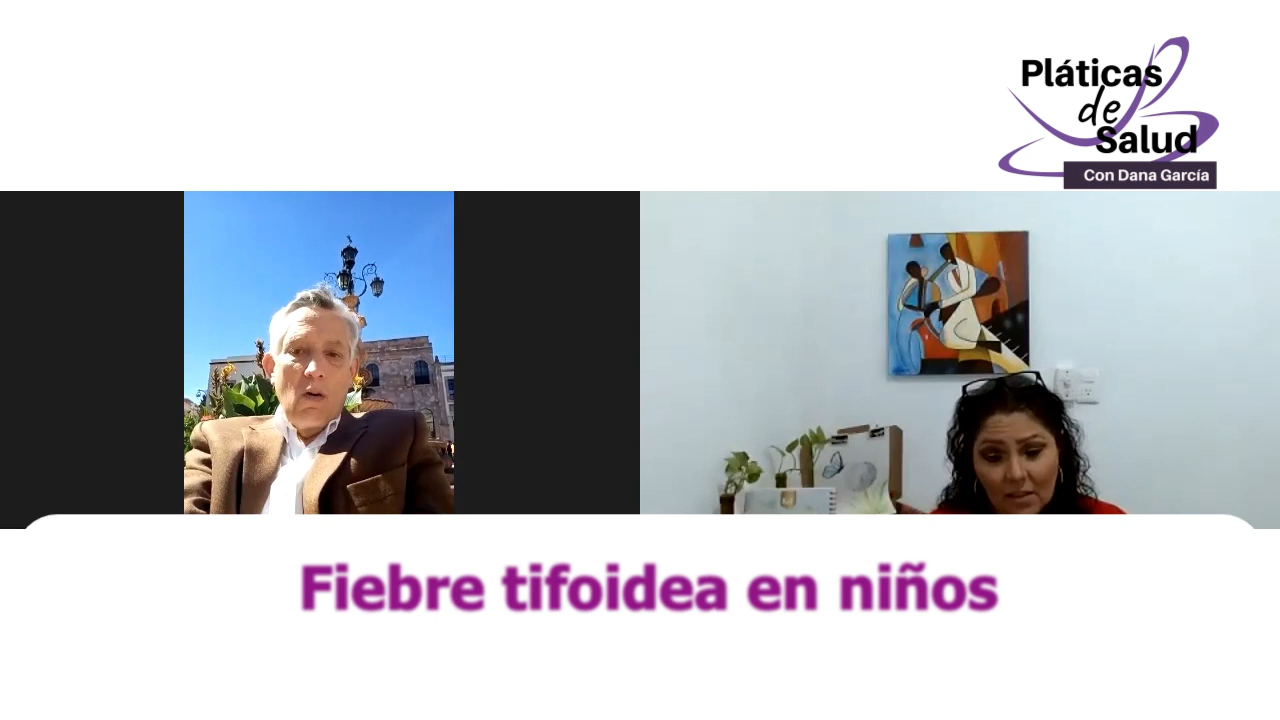 Pláticas
de
Salud
Con Dana García
Fiebre tifoidea en niños